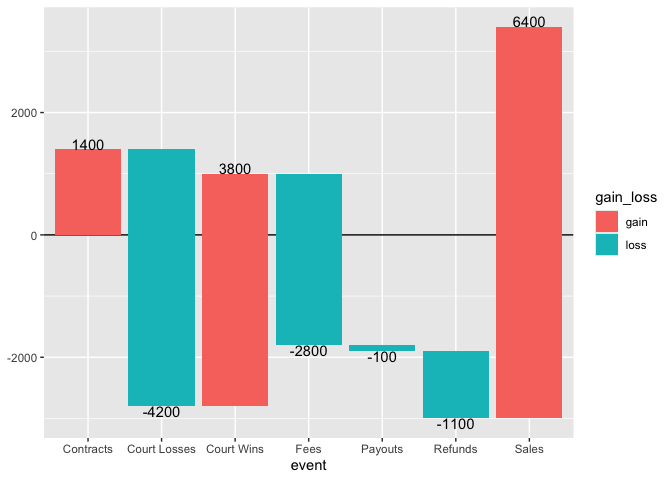 6400
2000
1400
3800
gain_loss
gain
loss
0
-2000
-2800
-100
-4200
-1100
Contracts
Court Losses
Court Wins
Fees
Payouts
Refunds
Sales
event